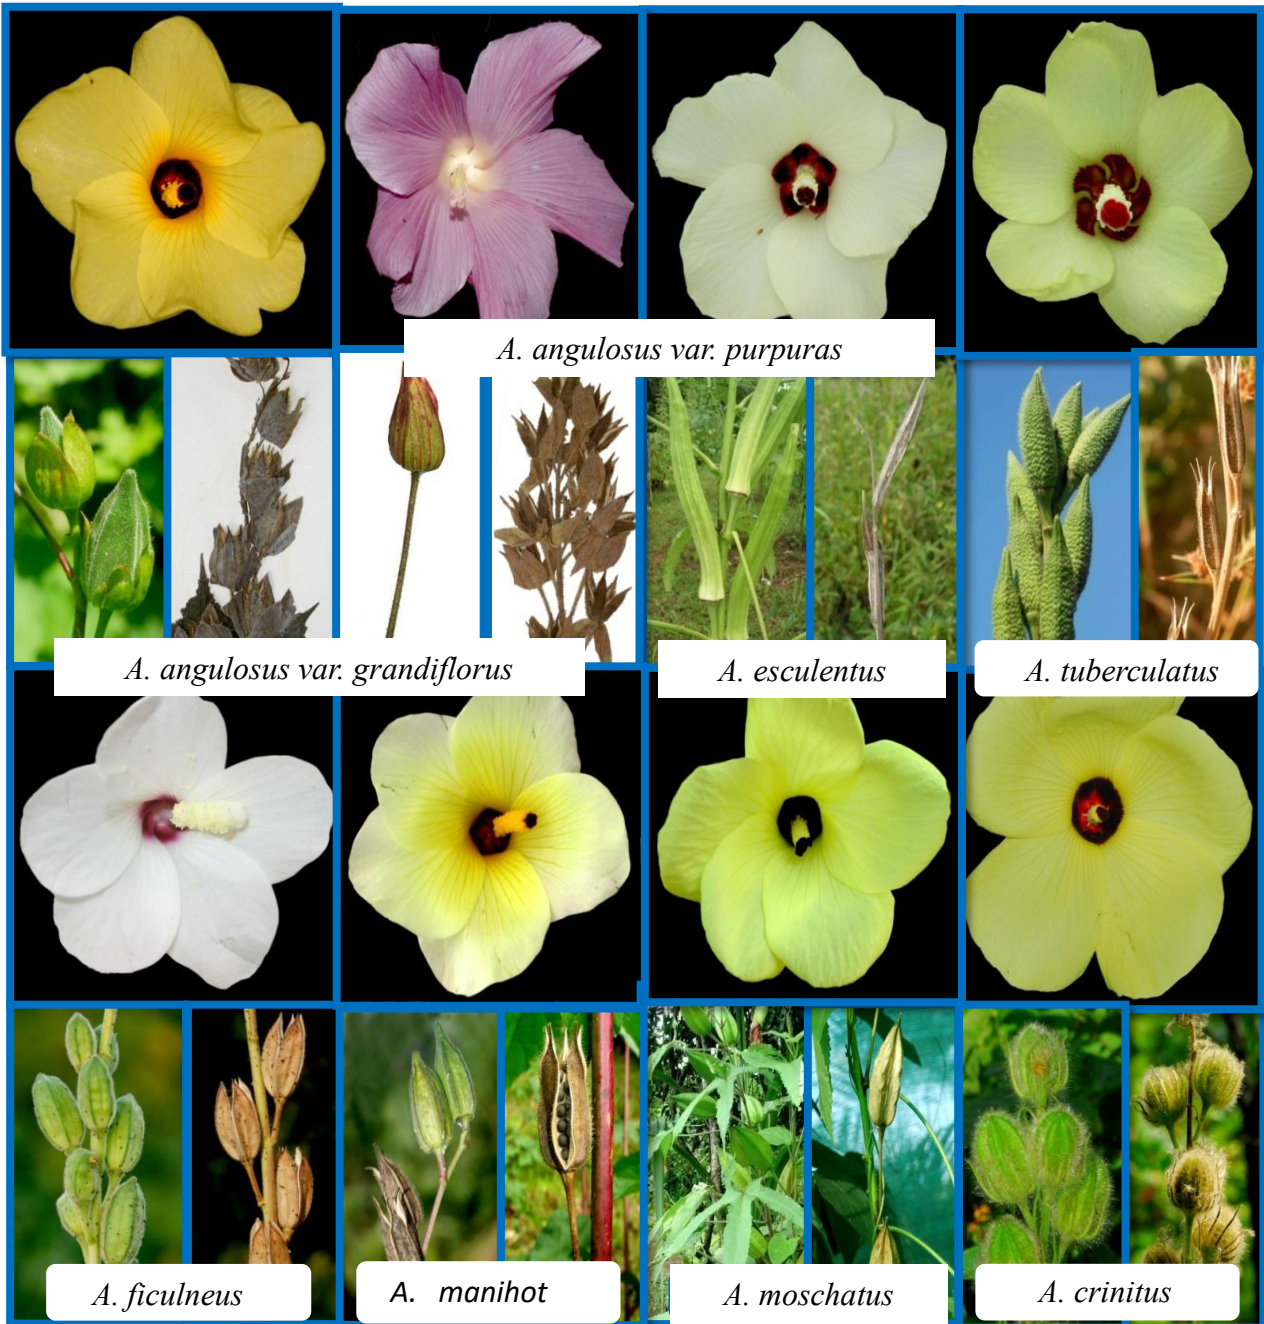 A. angulosus var. purpuras
A. angulosus var. grandiflorus
A. esculentus
A. tuberculatus
A. ficulneus
A. manihot
A. moschatus
A. crinitus